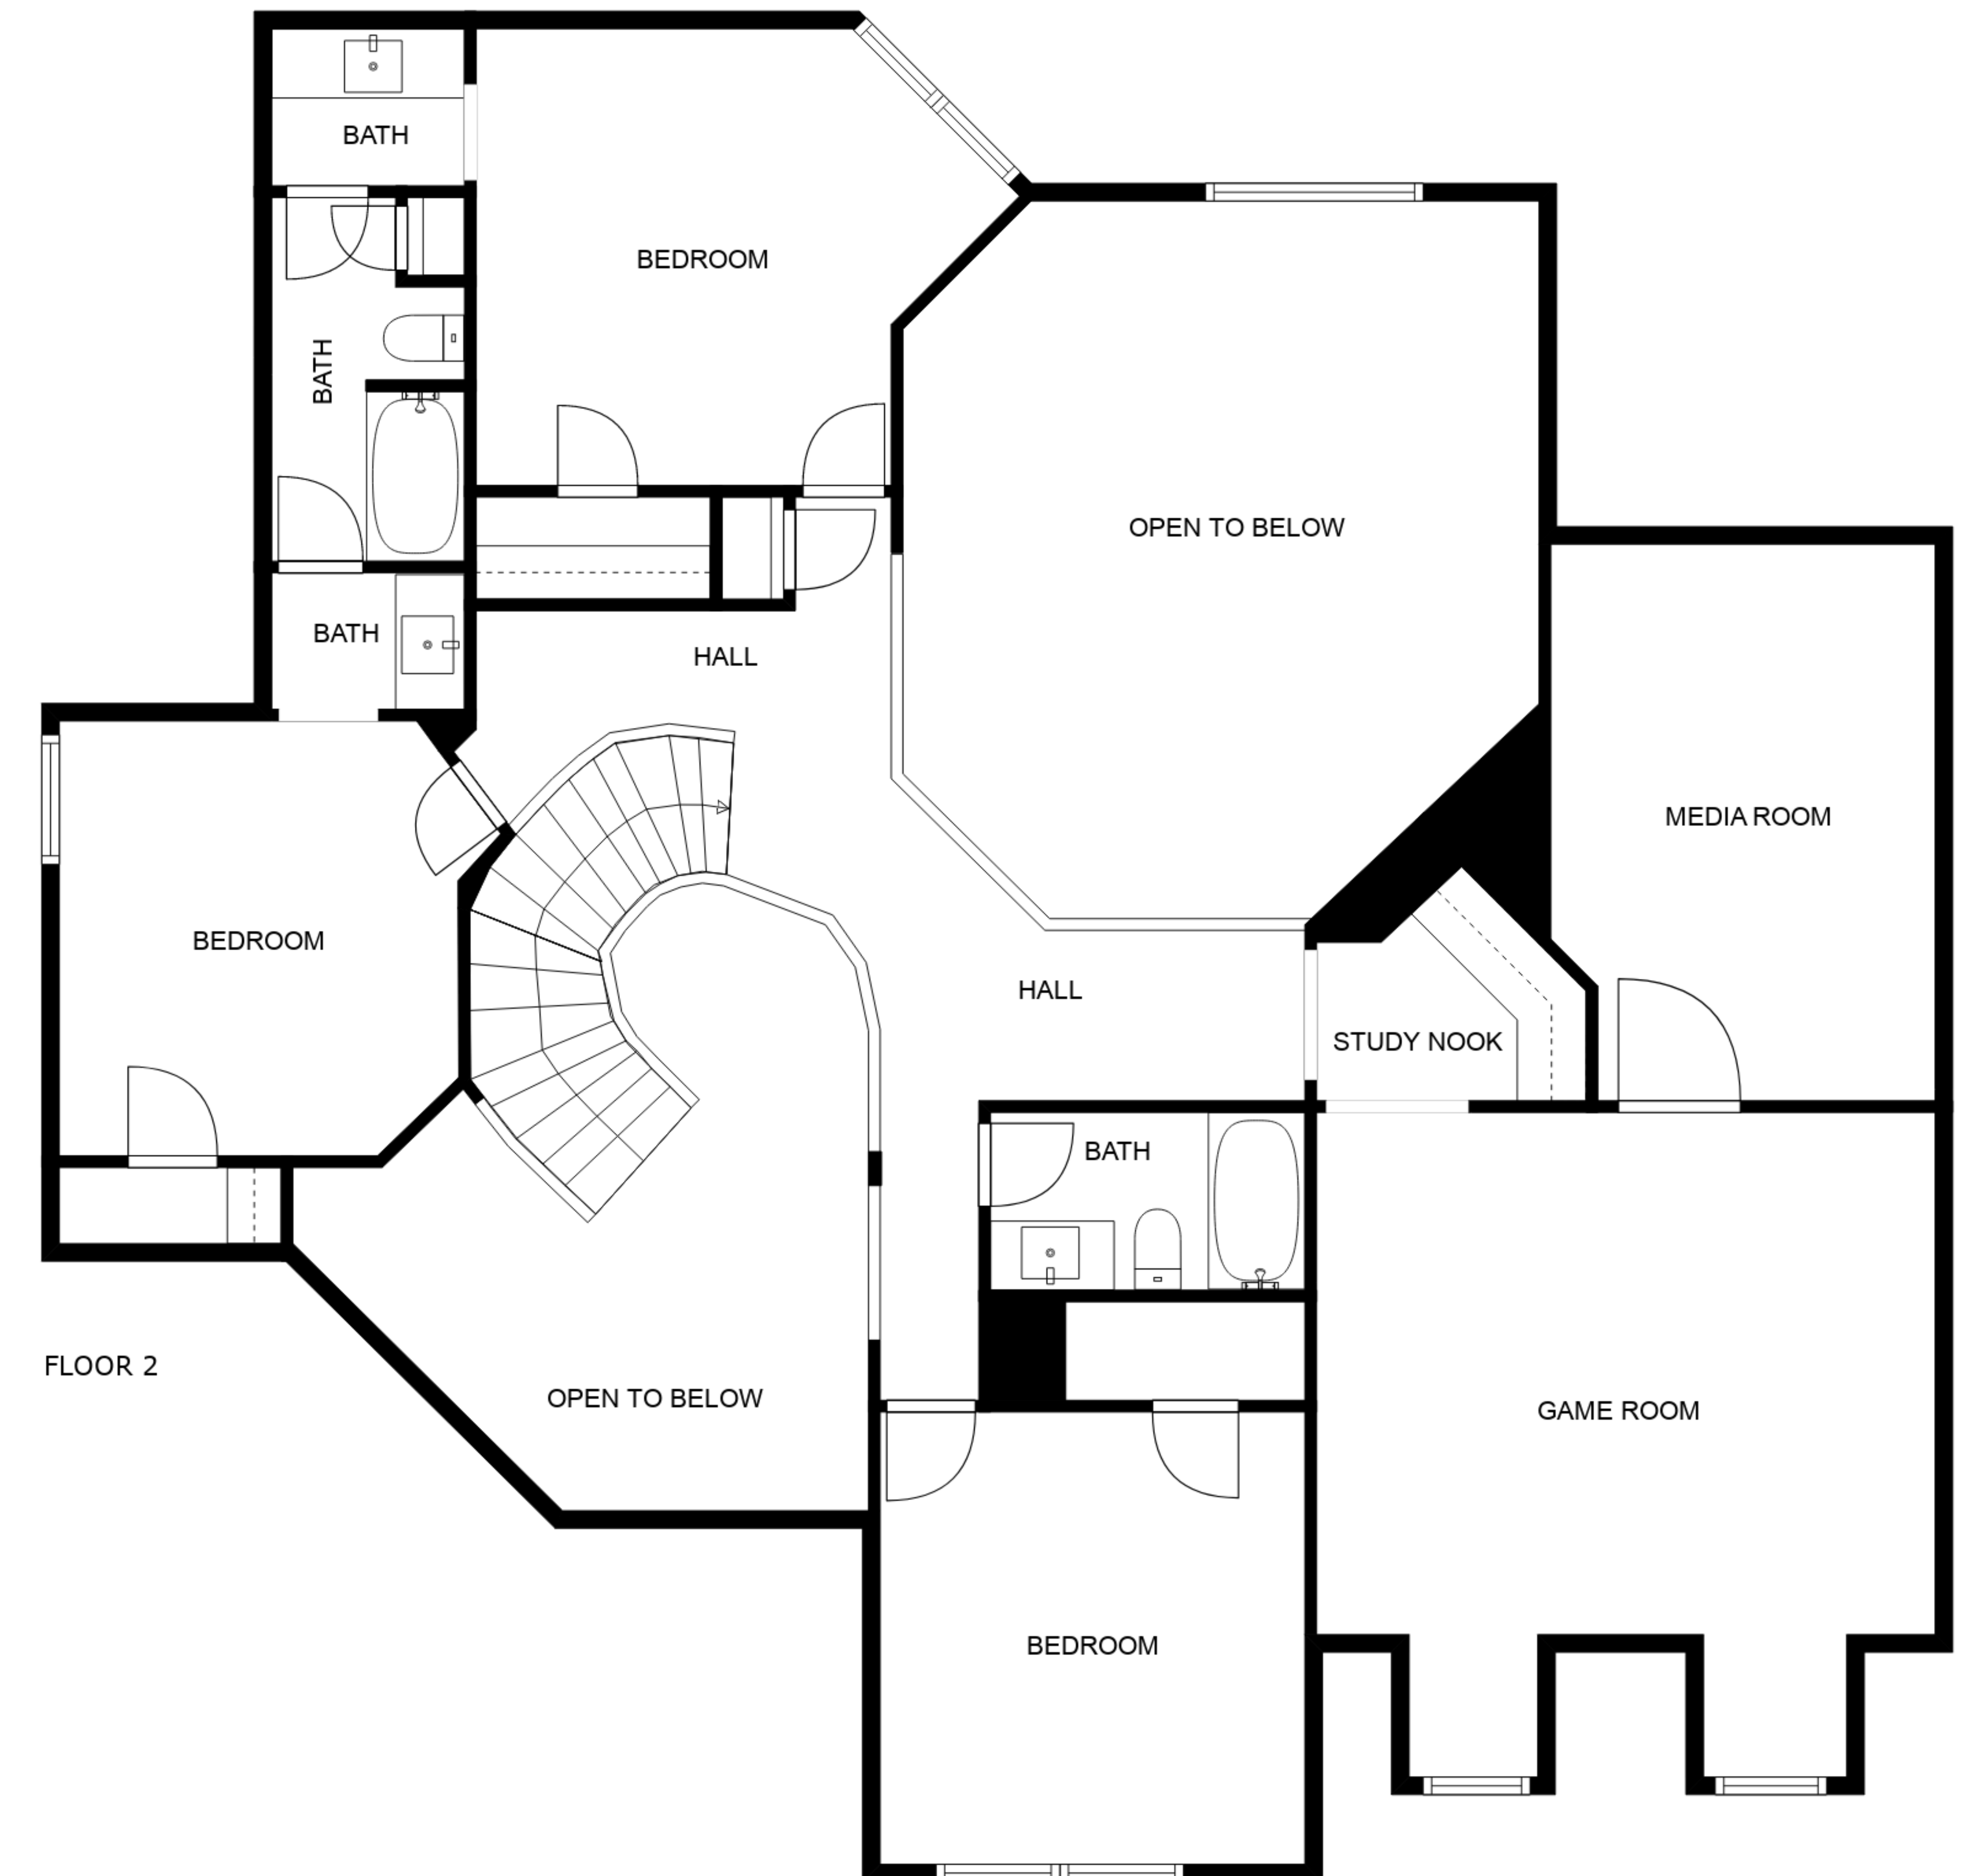 BATH
BEDROOM
BATH
OPEN TO BELOW
BATH
HALL
MEDIA ROOM
BEDROOM
HALL
STUDY NOOK
BATH
FLOOR 2
OPEN TO BELOW
GAME ROOM
BEDROOM